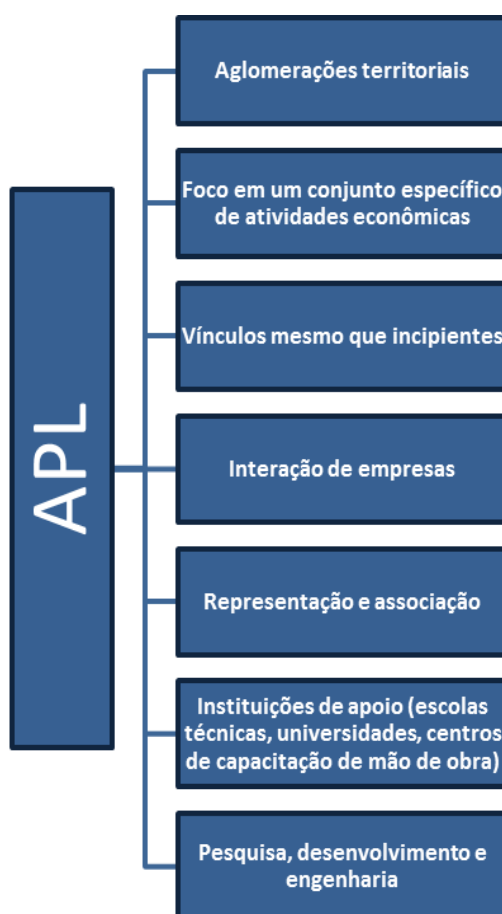 APL
Aglomerações territoriais
Foco em um conjunto específico
de atividades econômicas
Vínculos mesmo que incipientes
Interação de empresas
Representação e associação
Instituições de apoio (escolas
técnicas, universidades, centros
de capacitação de mão de obra)
Pesquisa, desenvolvimento e
engenharia